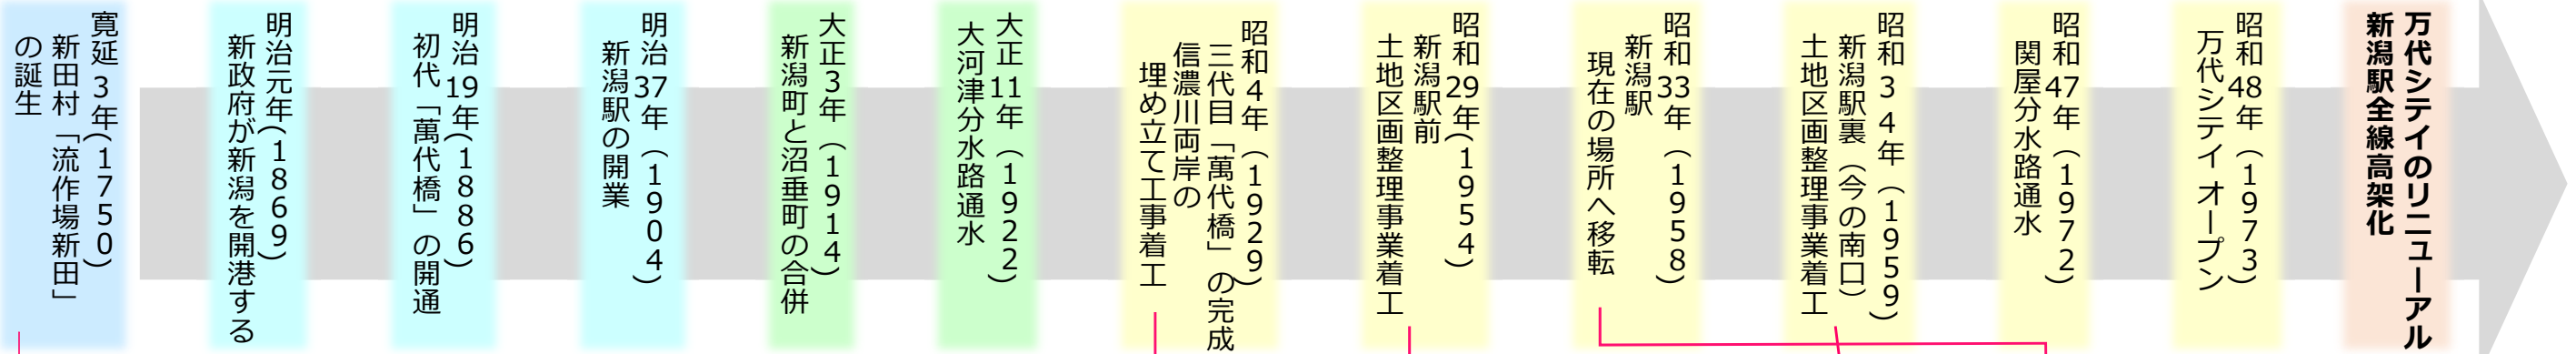 寛延3年(1750)
新田村「流作場新田」
の誕生
明治元年(1869)
新政府が新潟を開港する
明治19年(1886)
初代「萬代橋」の開通
明治37年(1904)
新潟駅の開業
大正3年(1914)
新潟町と沼垂町の合併
大正11年(1922)
大河津分水路通水
昭和4年(1929)
三代目「萬代橋」の完成
信濃川両岸の
埋め立て工事着工
昭和29年(1954)
新潟駅前
土地区画整理事業着工
昭和33年(1958)
新潟駅
現在の場所へ移転
昭和34年(1959)
新潟駅裏(今の南口)
土地区画整理事業着工
昭和47年(1972)
関屋分水路通水
昭和48年(1973)
万代シテイ オープン
万代シテイのリニューアル
新潟駅全線高架化